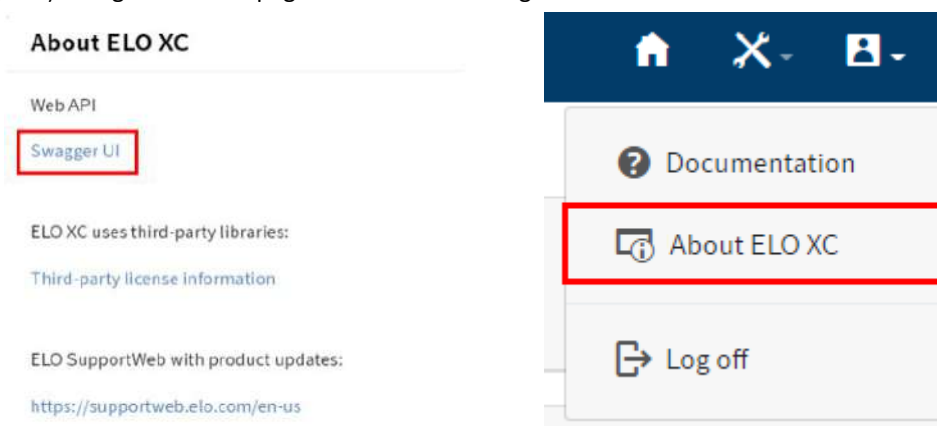 About ELO XC
Web API
Swagger UI
ELO XC uses third-party libraries:
Third-party license information
ELO SupportWeb with product updates:
https://supportweb.elo.com/en-us
Documentation
About ELO XC
Log off